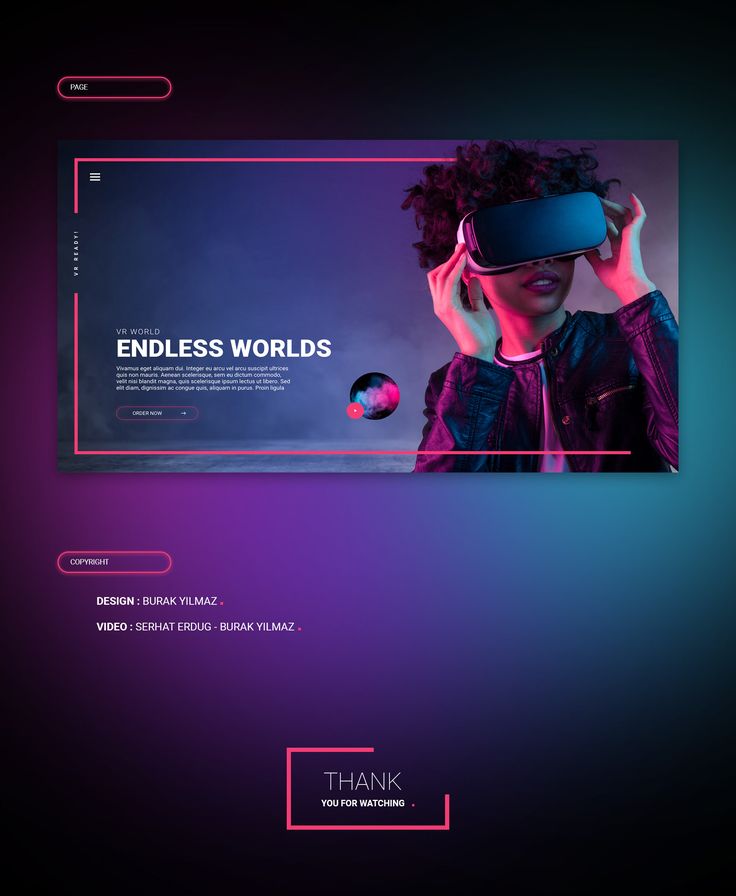 PAGE
VR READY!
VR WORLD
ENDLESS WORLDS
Vivamus eget aliquam dui. Integer eu arcu vel arcu suscipit ultrices
quis non mauris. Aenean scelerisque, sem eu dictum commodo,
velit nisi blandit magna, quis scelerisque ipsum lectus ut libero. Sed
elit diam, dignissim ac congue quis, aliquam in purus. Proin ligula
ORDER NOW →
COPYRIGHT
DESIGN : BURAK YILMAZ .
VIDEO : SERHAT ERDUG - BURAK YILMAZ .
THANK
YOU FOR WATCHING .